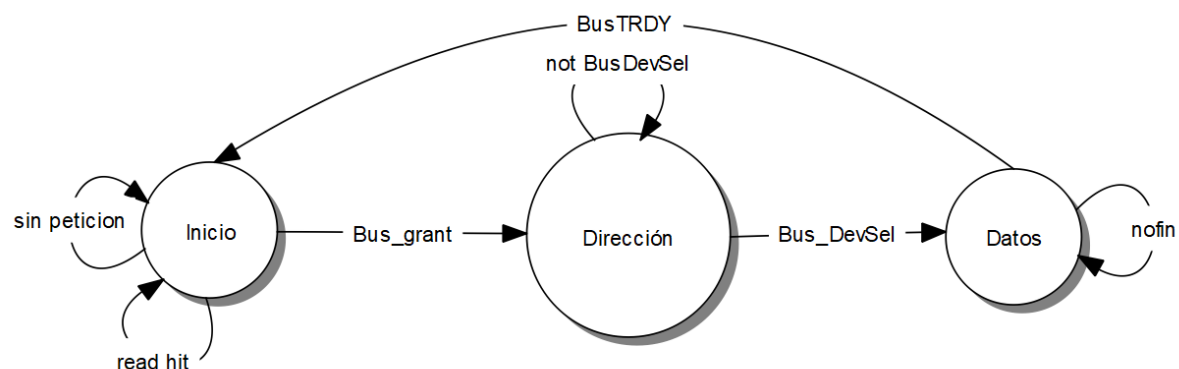 BusTRDY
not BusDevSel
sin peticion
Inicio
Bus_grant
Dirección
Bus_DevSel
Datos
nofin
read hit